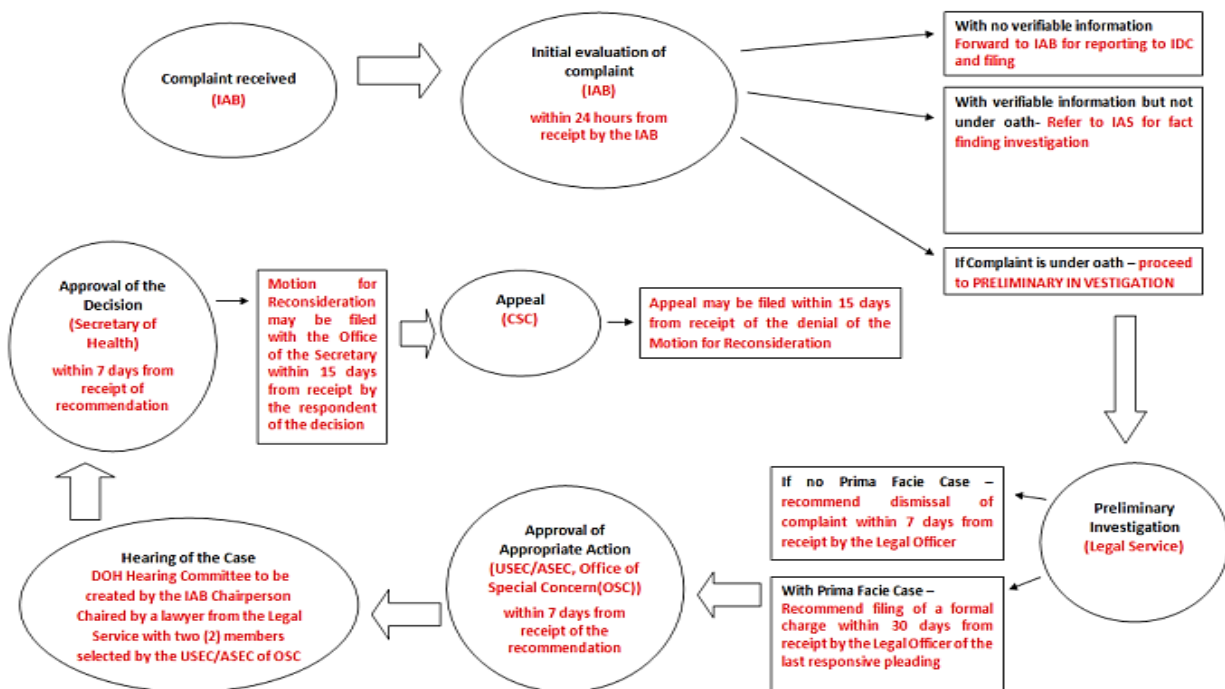 Complaint received
(IAB)
Initial evaluation of
complaint
(IAB)
within 24 hours from
receipt by the IAB
With no verifiable information
Forward to IAB for reporting to IDC
and filing
With verifiable information but not
under oath- Refer to IAS for fact
finding investigation
If Complaint is under oath – proceed
to PRELIMINARY IN VESTIGATION
Preliminary
Investigation
(Legal Service)
If no Prima Facie Case –
recommend dismissal of
complaint within 7 days from
receipt by the Legal Officer
With Prima Facie Case –
Recommend filing of a formal
charge within 30 days from
receipt by the Legal Officer of the
last responsive pleading
Approval of
Appropriate Action
(USEC/ASEC, Office of
Special Concern(OSC))
within 7 days from
receipt of the
recommendation
Hearing of the Case
DOH Hearing Committee to be
created by the IAB Chairperson
Chaired by a lawyer from the Legal
Service with two (2) members
selected by the USEC/ASEC of OSC
Approval of the
Decision
(Secretary of
Health)
within 7 days from
receipt of
recommendation
Motion for
Reconsideration
may be filed
with the Office
of the Secretary
within 15 days
from receipt by
the respondent
of the decision
Appeal
(CSC)
Appeal may be filed within 15 days
from receipt of the denial of the
Motion for Reconsideration